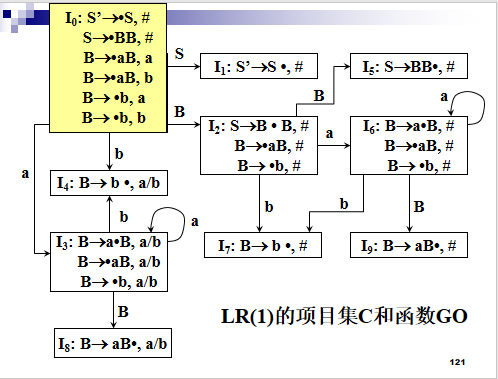 I₀: S’→•S, #
S→•BB, #
B→•aB, a
B→•aB, b
B→ •b, a
B→ •b, b
S
I₁: S’→S •, #
I₅: S→BB•, #
B
B
a
I₂: S→B • B, #
B→•aB, #
B→ •b, #
a
I₆: B→a•B, #
B→•aB, #
B→ •b, #
a
b
I₄: B→ b •, a/b
b
a
b
b
B
I₃: B→a•B, a/b
B→•aB, a/b
B→ •b, a/b
I₇: B→ b •, #
I₉: B→ aB•, #
B
I₈: B→ aB•, a/b
LR(1)的项目集C和函数GO
121